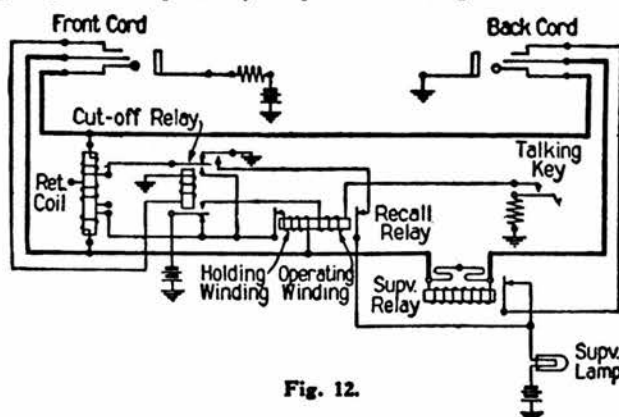 Front Cord
Back Cord
Cut-off Relay
Talking
Key
Ret.
Coil
Recall
Relay
Holding
Winding
Operating
Winding
Supv.
Relay
Supv.
Lamp
Fig. 12.